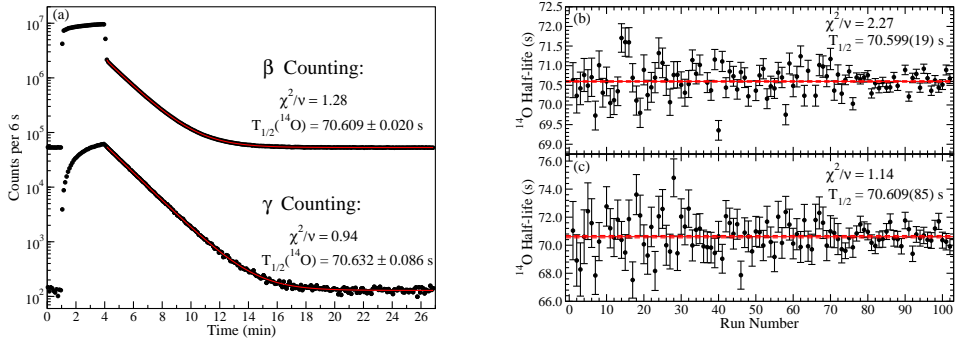 (a)
10⁷
10⁶
10⁵
10⁴
10³
10²
Counts per 6 s
β Counting:
χ²/ν = 1.28
T₁/₂(¹⁴O) = 70.609 ± 0.020 s
γ Counting:
χ²/ν = 0.94
T₁/₂(¹⁴O) = 70.632 ± 0.086 s
0 2 4 6 8 10 12 14 16 18 20 22 24 26
Time (min)
(b)
χ²/ν = 2.27
T₁/₂ = 70.599(19) s
72.5
72.0
71.5
71.0
70.5
70.0
69.5
69.0
¹⁴O Half-life (s)
(c)
χ²/ν = 1.14
T₁/₂ = 70.609(85) s
76.0
74.0
72.0
70.0
68.0
66.0
¹⁴O Half-life (s)
0 10 20 30 40 50 60 70 80 90 100
Run Number